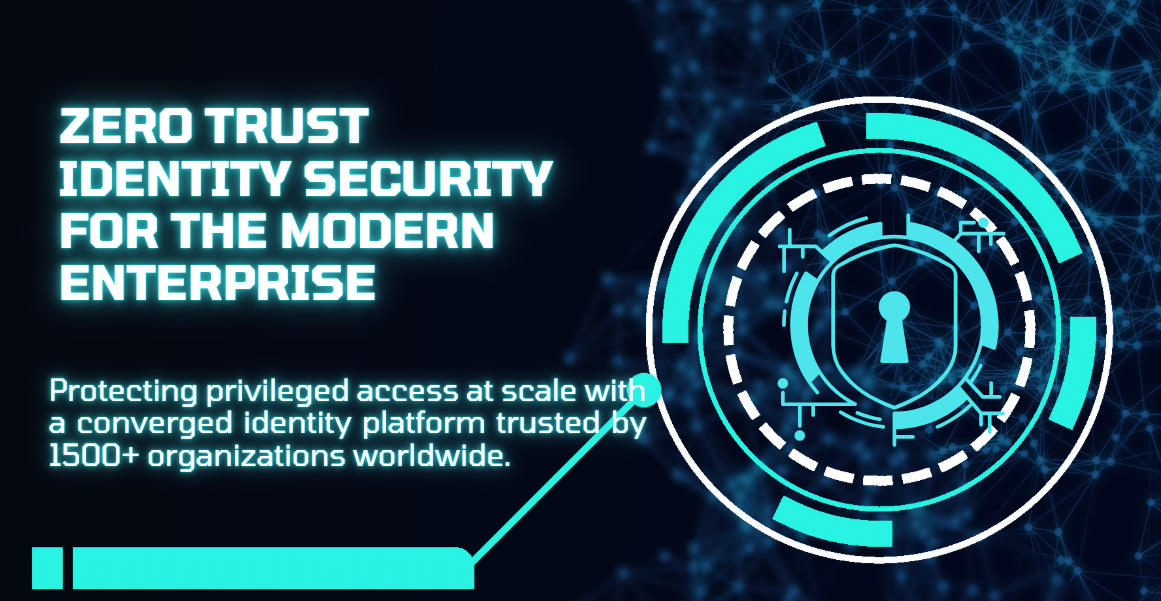 ZERO TRUST
IDENTITY SECURITY
FOR THE MODERN
ENTERPRISE
Protecting privileged access at scale with
a converged identity platform trusted by
1500+ organizations worldwide.